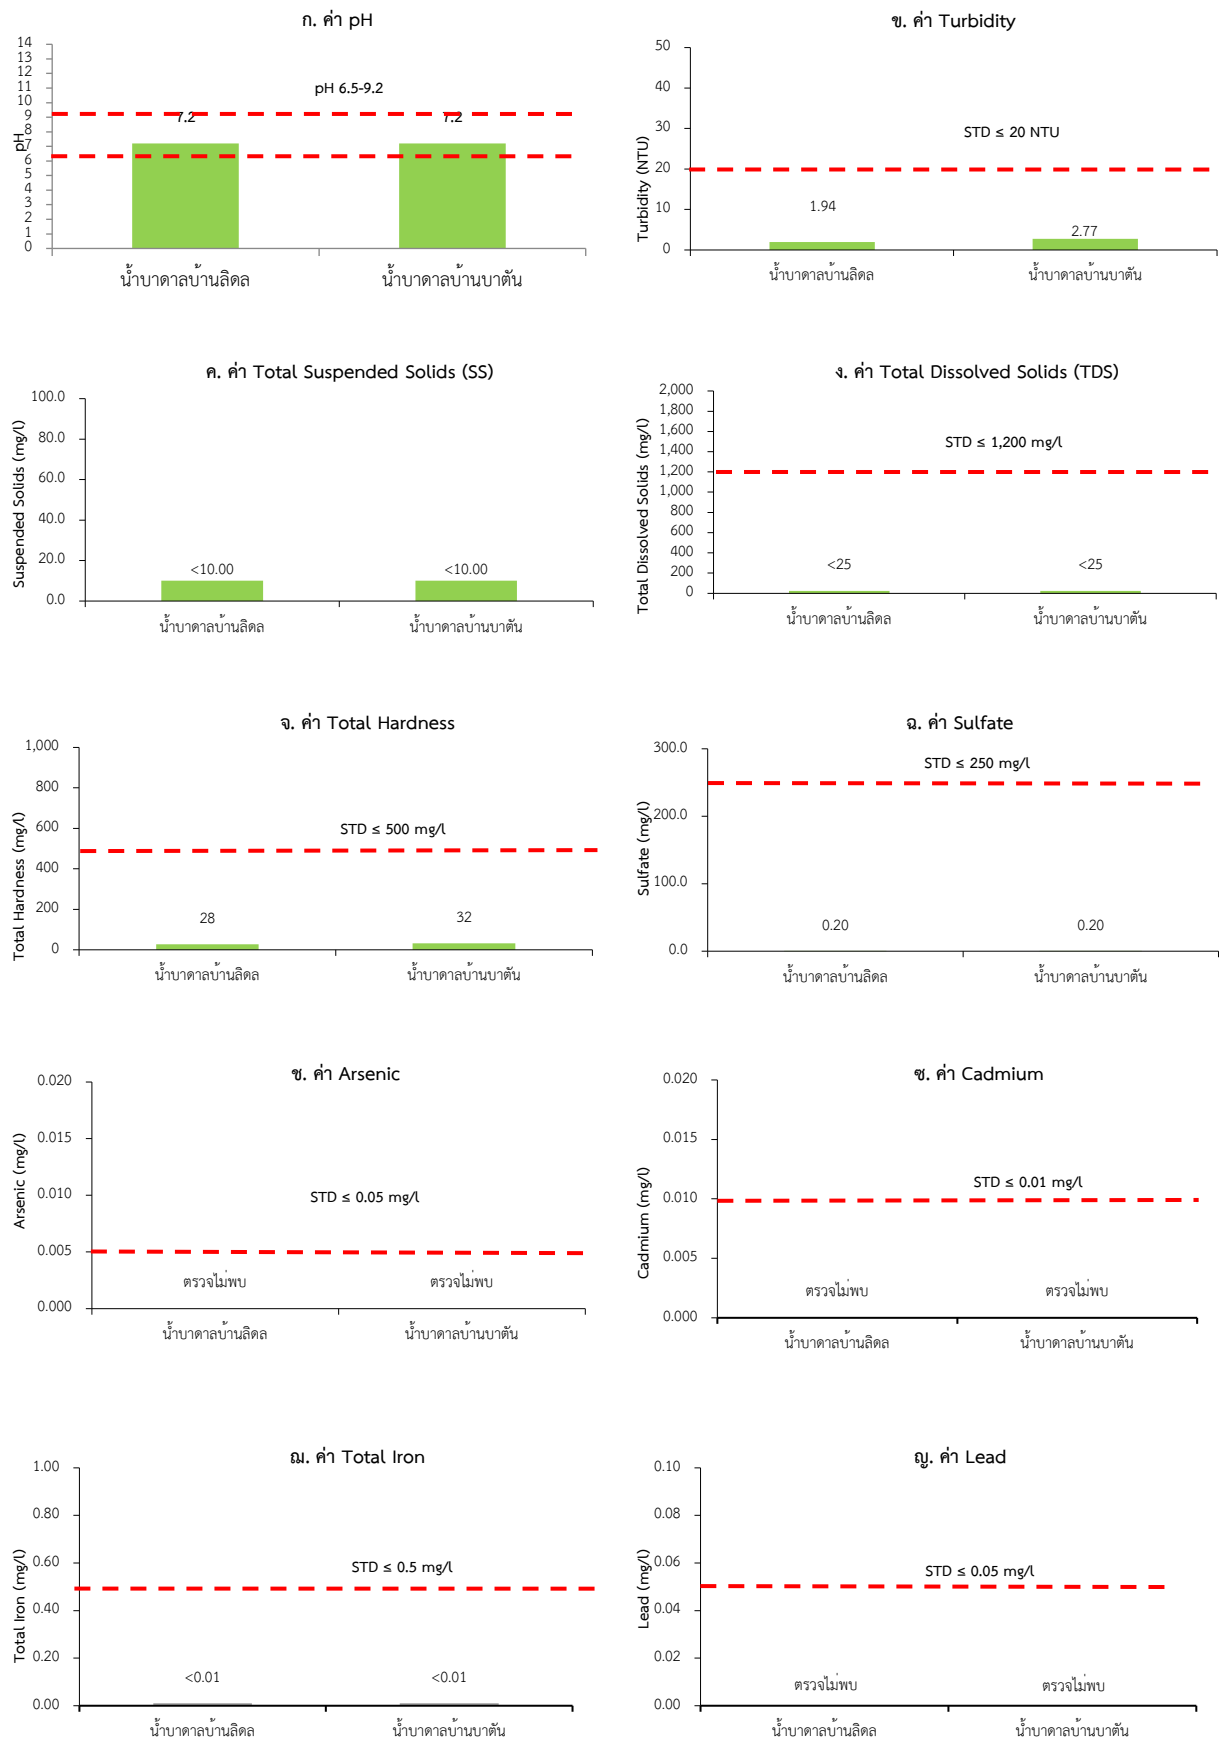 ก. ค่า pH
14
13
12
11
10
9
8
7
6
5
4
3
2
1
0
pH
pH 6.5-9.2
7.2
7.2
น้ำบาดาลบ้านลิดล
น้ำบาดาลบ้านบาตัน
ข. ค่า Turbidity
50
40
30
20
10
0
Turbidity (NTU)
STD ≤ 20 NTU
1.94
2.77
น้ำบาดาลบ้านลิดล
น้ำบาดาลบ้านบาตัน
ค. ค่า Total Suspended Solids (SS)
100.0
80.0
60.0
40.0
20.0
0.0
Suspended Solids (mg/l)
<10.00
<10.00
น้ำบาดาลบ้านลิดล
น้ำบาดาลบ้านบาตัน
ง. ค่า Total Dissolved Solids (TDS)
2,000
1,800
1,600
1,400
1,200
1,000
800
600
400
200
0
Total Dissolved Solids (mg/l)
STD ≤ 1,200 mg/l
<25
<25
น้ำบาดาลบ้านลิดล
น้ำบาดาลบ้านบาตัน
จ. ค่า Total Hardness
1,000
800
600
400
200
0
Total Hardness (mg/l)
STD ≤ 500 mg/l
28
32
น้ำบาดาลบ้านลิดล
น้ำบาดาลบ้านบาตัน
ฉ. ค่า Sulfate
300.0
200.0
100.0
0.0
Sulfate (mg/l)
STD ≤ 250 mg/l
0.20
0.20
น้ำบาดาลบ้านลิดล
น้ำบาดาลบ้านบาตัน
ช. ค่า Arsenic
0.020
0.015
0.010
0.005
0.000
Arsenic (mg/l)
STD ≤ 0.05 mg/l
ตรวจไม่พบ
ตรวจไม่พบ
น้ำบาดาลบ้านลิดล
น้ำบาดาลบ้านบาตัน
ซ. ค่า Cadmium
0.020
0.015
0.010
0.005
0.000
Cadmium (mg/l)
STD ≤ 0.01 mg/l
ตรวจไม่พบ
ตรวจไม่พบ
น้ำบาดาลบ้านลิดล
น้ำบาดาลบ้านบาตัน
ฌ. ค่า Total Iron
1.00
0.80
0.60
0.40
0.20
0.00
Total Iron (mg/l)
STD ≤ 0.5 mg/l
<0.01
<0.01
น้ำบาดาลบ้านลิดล
น้ำบาดาลบ้านบาตัน
ญ. ค่า Lead
0.10
0.08
0.06
0.04
0.02
0.00
Lead (mg/l)
STD ≤ 0.05 mg/l
ตรวจไม่พบ
ตรวจไม่พบ
น้ำบาดาลบ้านลิดล
น้ำบาดาลบ้านบาตัน